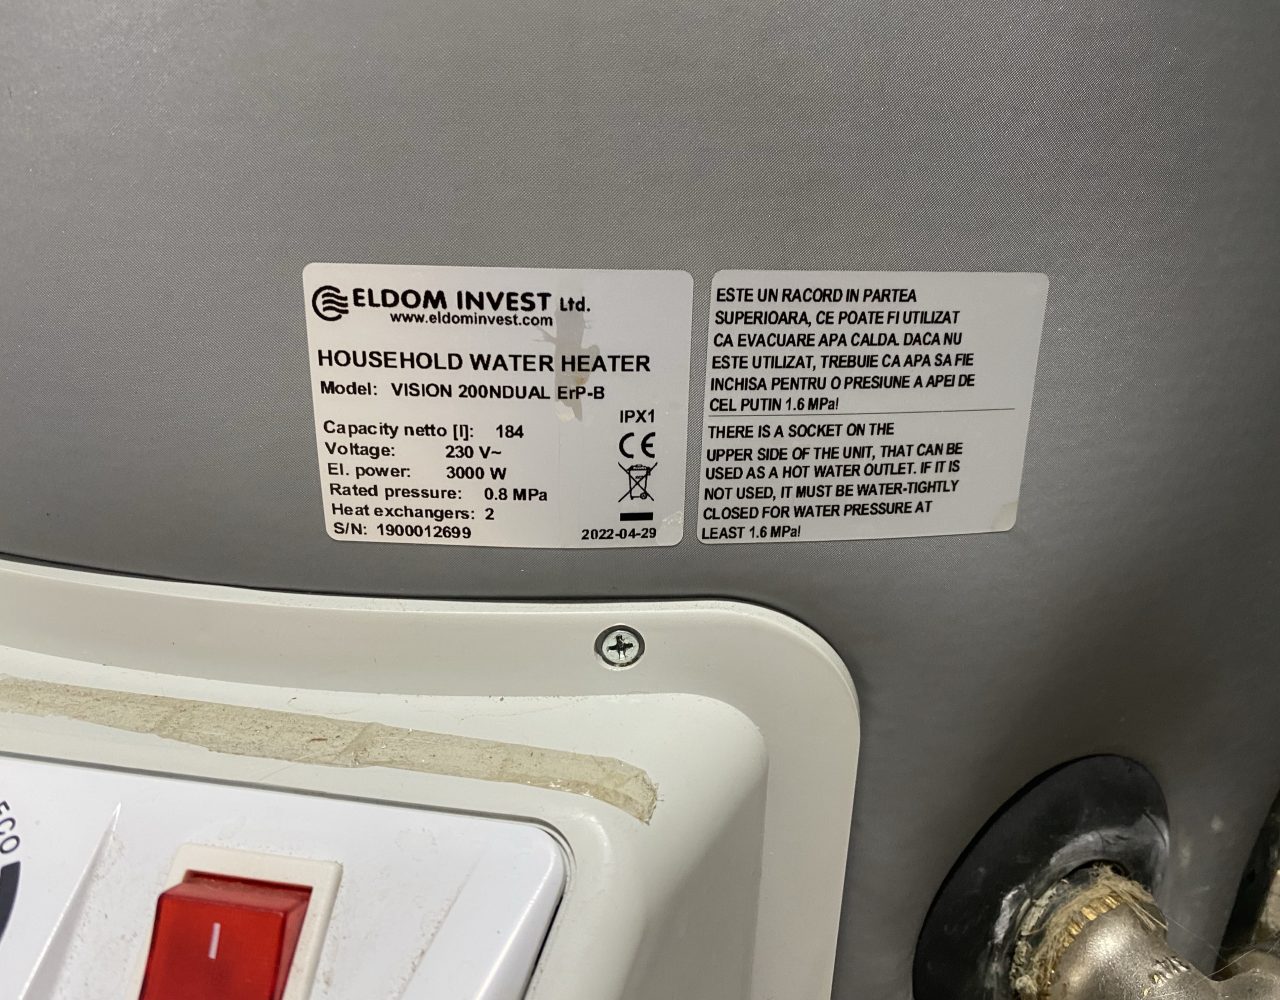 ELDOM INVEST Ltd.
www.eldominvest.com
HOUSEHOLD WATER HEATER
Model: VISION 200NDUAL ErP-B
IPX1
Capacity netto [l]: 184
Voltage: 230 V~
El. power: 3000 W
Rated pressure: 0.8 MPa
Heat exchangers: 2
S/N: 1900012699
CE
2022-04-29
ESTE UN RACORD IN PARTEA
SUPERIOARA, CE POATE FI UTILIZAT
CA EVACUARE APA CALDA. DACA NU
ESTE UTILIZAT, TREBUIE CA APA SA FIE
INCHISA PENTRU O PRESIUNE A APEI DE
CEL PUTIN 1.6 MPa!
THERE IS A SOCKET ON THE
UPPER SIDE OF THE UNIT, THAT CAN BE
USED AS A HOT WATER OUTLET. IF IT IS
NOT USED, IT MUST BE WATER-TIGHTLY
CLOSED FOR WATER PRESSURE AT
LEAST 1.6 MPa!
ECO
I